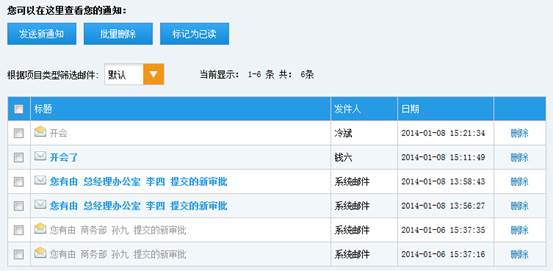 您可以在这里查看您的通知:
发送新通知 批量删除 标记为已读
根据项目类型筛选邮件: 默认 当前显示: 1-6 条 共: 6条
标题 发件人 日期
开会 冷斌 2014-01-08 15:21:34 删除
开会了 钱六 2014-01-08 15:11:49 删除
您有由 总经理办公室 李四 提交的新审批 系统邮件 2014-01-08 13:58:43 删除
您有由 总经理办公室 李四 提交的新审批 系统邮件 2014-01-08 13:56:27 删除
您有由 商务部 孙九 提交的新审批 系统邮件 2014-01-06 15:37:35 删除
您有由 商务部 孙九 提交的新审批 系统邮件 2014-01-06 15:37:16 删除